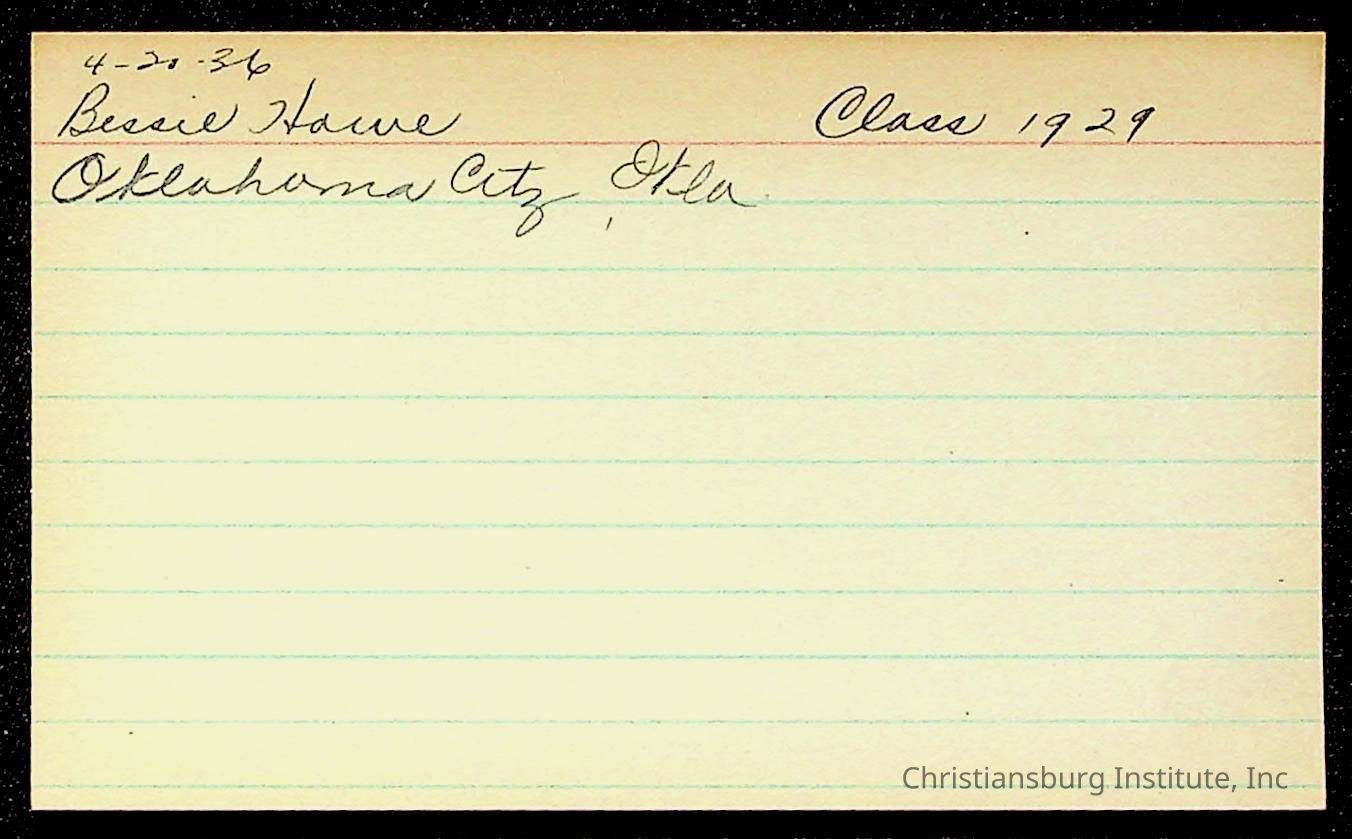 4-20-36
Bessie Howe Class 1929
Oklahoma City, Okla.
Christiansburg Institute, Inc